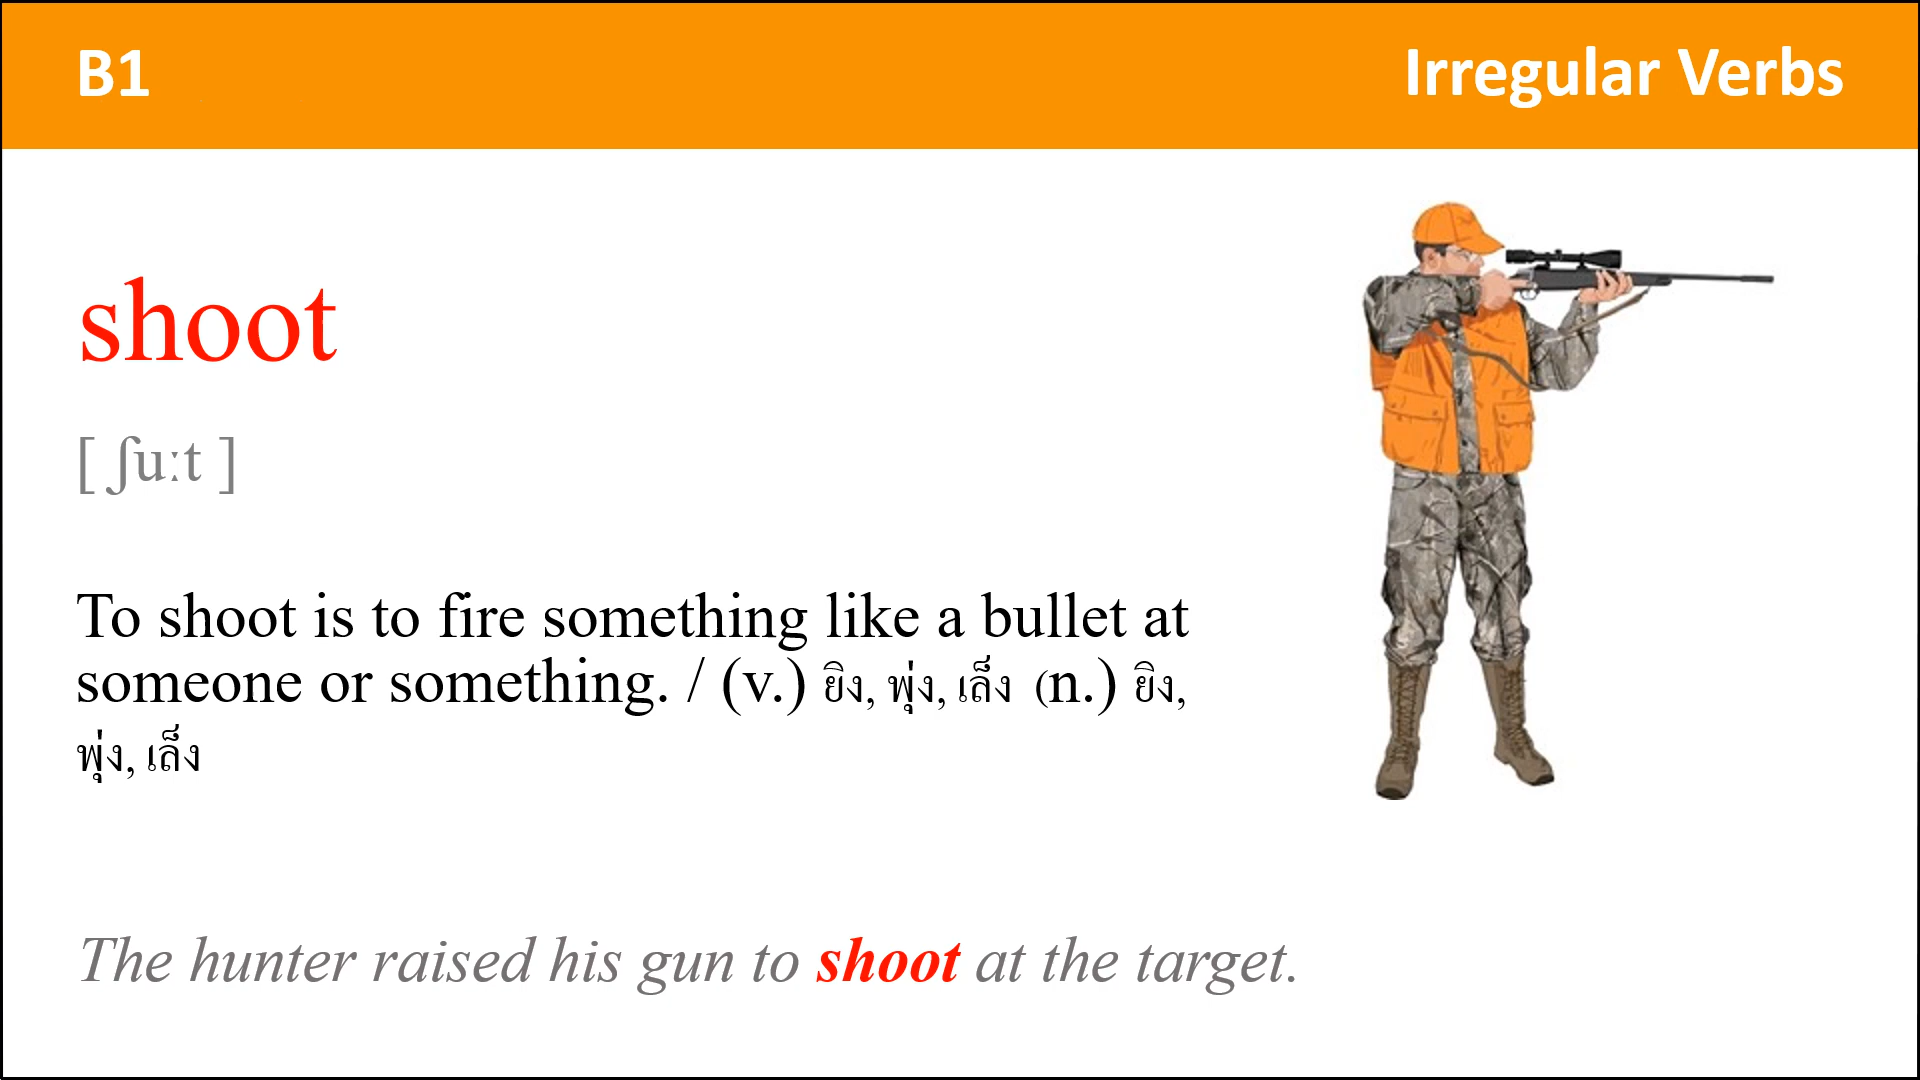 B1
Irregular Verbs
shoot
[ ʃuːt ]
To shoot is to fire something like a bullet at
someone or something. / (v.) ยิง, พุ่ง, เล็ง (n.) ยิง,
พุ่ง, เล็ง
The hunter raised his gun to shoot at the target.